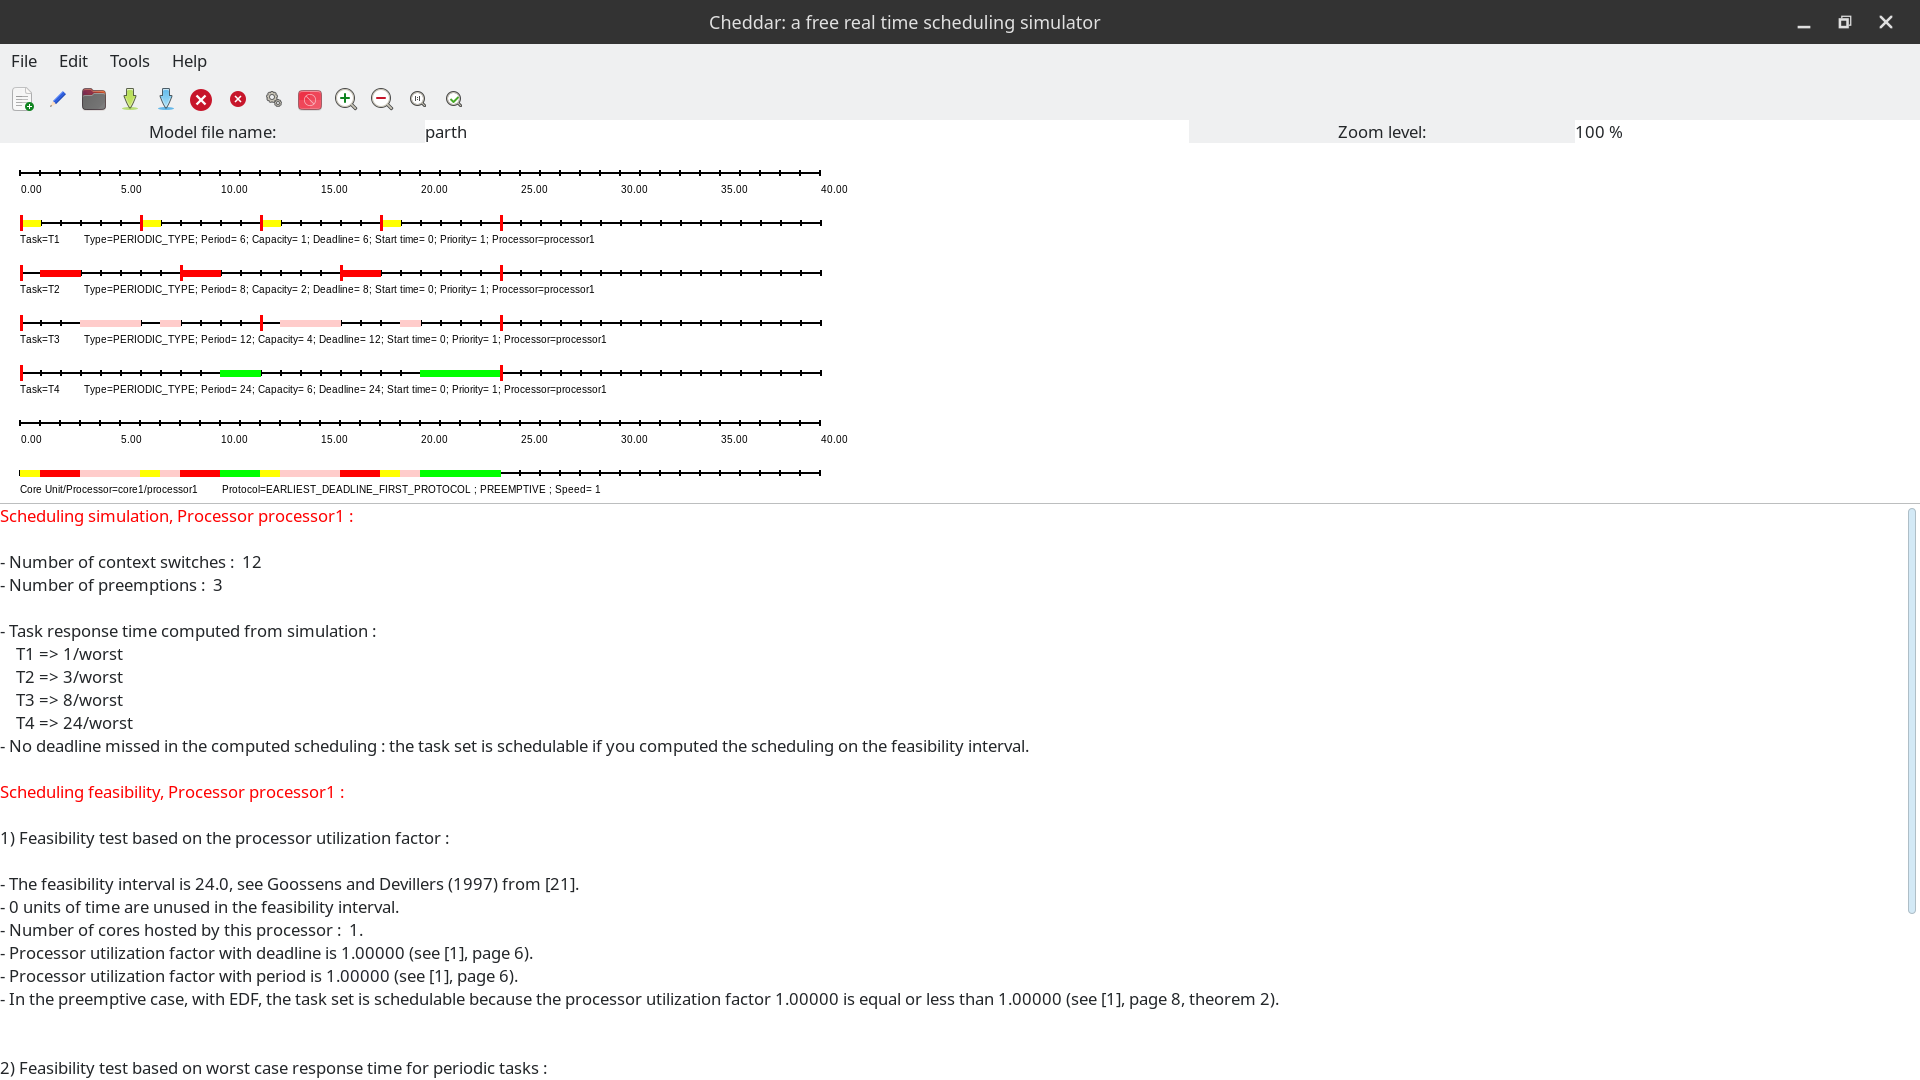 Cheddar: a free real time scheduling simulator
File Edit Tools Help
Model file name: parth Zoom level: 100 %
0.00 5.00 10.00 15.00 20.00 25.00 30.00 35.00 40.00
Task=T1 Type=PERIODIC_TYPE; Period= 6; Capacity= 1; Deadline= 6; Start time= 0; Priority= 1; Processor=processor1
Task=T2 Type=PERIODIC_TYPE; Period= 8; Capacity= 2; Deadline= 8; Start time= 0; Priority= 1; Processor=processor1
Task=T3 Type=PERIODIC_TYPE; Period= 12; Capacity= 4; Deadline= 12; Start time= 0; Priority= 1; Processor=processor1
Task=T4 Type=PERIODIC_TYPE; Period= 24; Capacity= 6; Deadline= 24; Start time= 0; Priority= 1; Processor=processor1
0.00 5.00 10.00 15.00 20.00 25.00 30.00 35.00 40.00
Core Unit/Processor=core1/processor1 Protocol=EARLIEST_DEADLINE_FIRST_PROTOCOL ; PREEMPTIVE ; Speed= 1
Scheduling simulation, Processor processor1 :
- Number of context switches : 12
- Number of preemptions : 3
- Task response time computed from simulation :
T1 => 1/worst
T2 => 3/worst
T3 => 8/worst
T4 => 24/worst
- No deadline missed in the computed scheduling : the task set is schedulable if you computed the scheduling on the feasibility interval.
Scheduling feasibility, Processor processor1 :
1) Feasibility test based on the processor utilization factor :
- The feasibility interval is 24.0, see Goossens and Devillers (1997) from [21].
- 0 units of time are unused in the feasibility interval.
- Number of cores hosted by this processor : 1.
- Processor utilization factor with deadline is 1.00000 (see [1], page 6).
- Processor utilization factor with period is 1.00000 (see [1], page 6).
- In the preemptive case, with EDF, the task set is schedulable because the processor utilization factor 1.00000 is equal or less than 1.00000 (see [1], page 8, theorem 2).
2) Feasibility test based on worst case response time for periodic tasks :